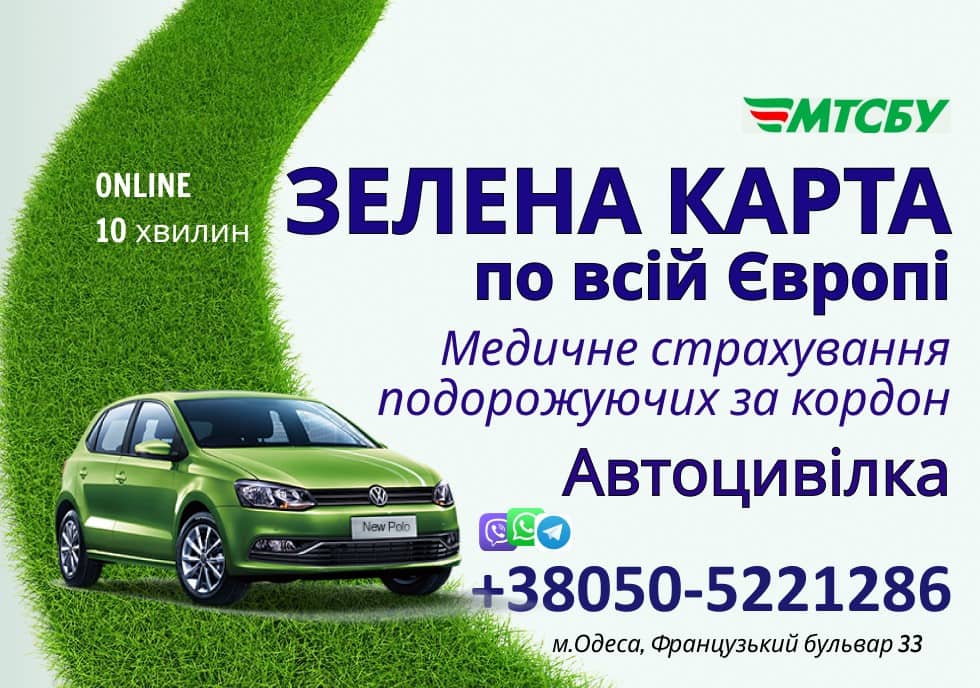 МТСБУ
ONLINE
10 хвилин
ЗЕЛЕНА КАРТА
по всій Європі
Медичне страхування
подорожуючих за кордон
Автоцивілка
New Polo
+38050-5221286
м.Одеса, Французький бульвар 33